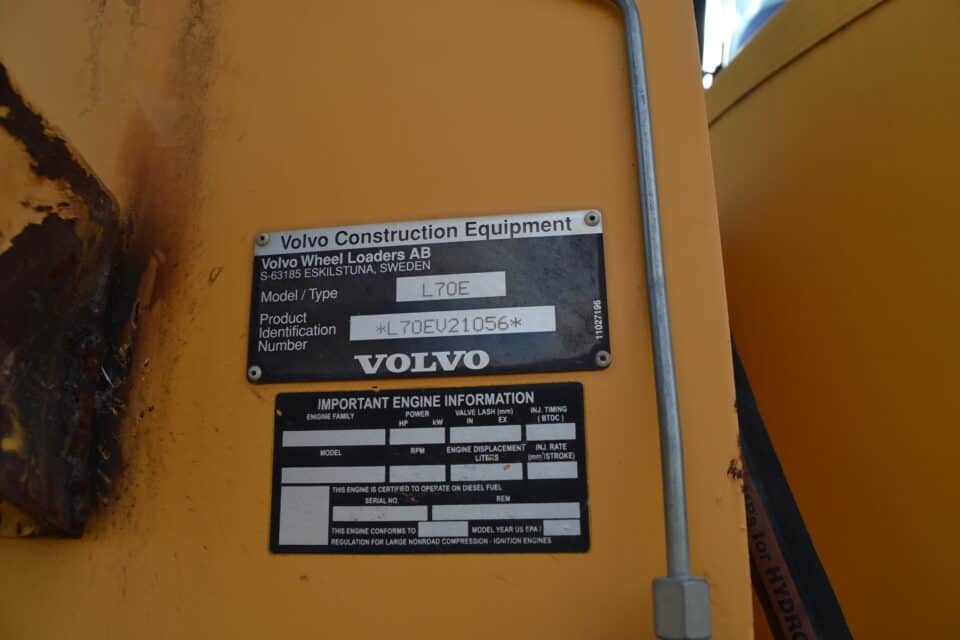 Volvo Construction Equipment
Volvo Wheel Loaders AB
S-63185 ESKILSTUNA, SWEDEN
Model / Type L70E
Product
Identification
Number
*L70EV21056*
11027195
VOLVO
IMPORTANT ENGINE INFORMATION
ENGINE FAMILY POWER VALVE LASH (mm) INJ. TIMING
HP kW IN EX ( BTDC )
MODEL RPM ENGINE DISPLACEMENT INJ. RATE
LITERS (mm³/STROKE)
THIS ENGINE IS CERTIFIED TO OPERATE ON DIESEL FUEL
SERIAL NO. REM
THIS ENGINE CONFORMS TO MODEL YEAR US EPA /
REGULATION FOR LARGE NONROAD COMPRESSION - IGNITION ENGINES
for HYDR